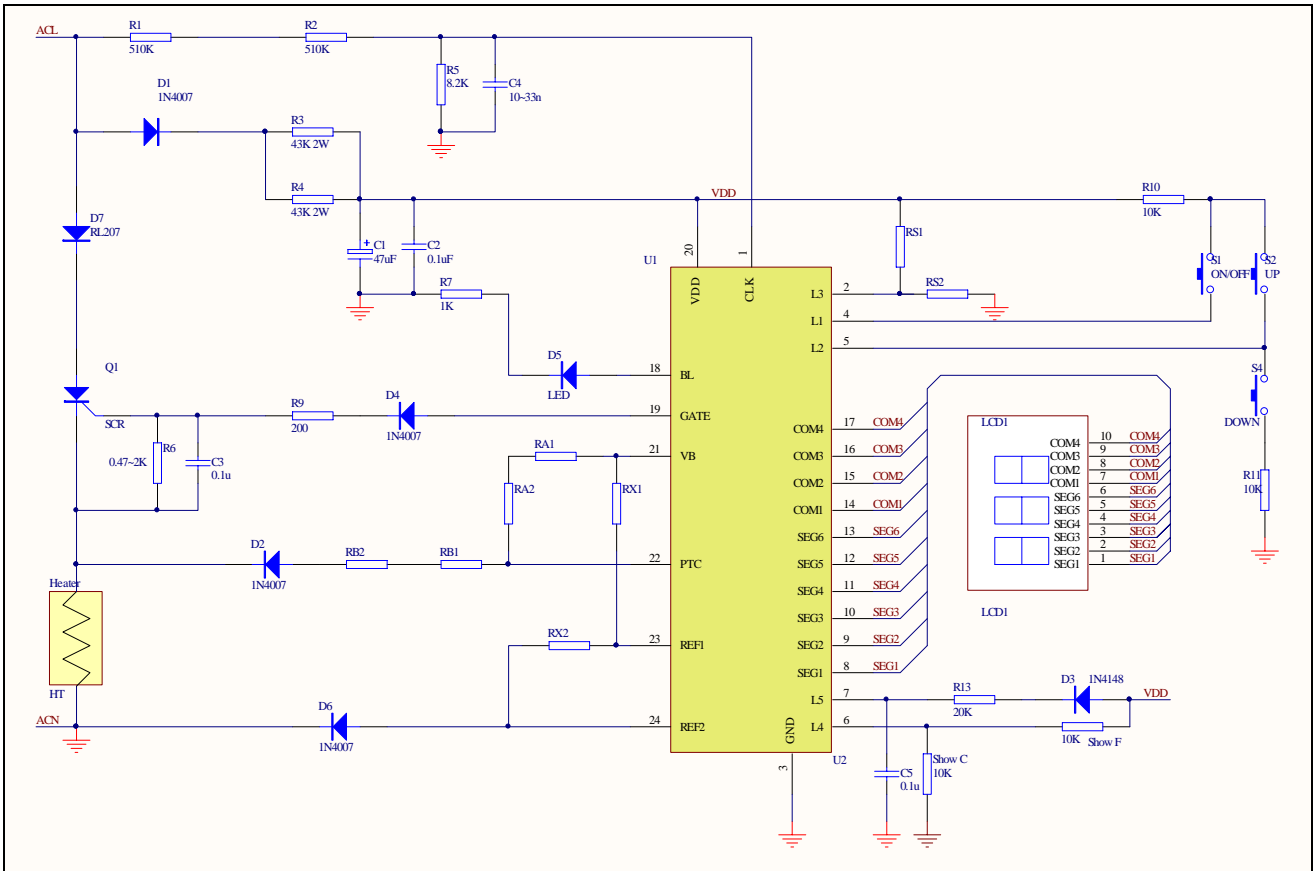 ACL
R1
510K
R2
510K
R5
8.2K
C4
10~33n
D1
1N4007
R3
43K 2W
R4
43K 2W
VDD
R10
10K
D7
RL207
C1
+
47uF
C2
0.1uF
R7
1K
RS1
RS2
S1
ON/OFF
S2
UP
U1
20
VDD
1
CLK
L3
2
L1
4
L2
5
D5
LED
18
BL
Q1
SCR
R9
200
D4
1N4007
19
GATE
S4
DOWN
R6
0.47~2K
C3
0.1u
RA1
RA2
RX1
21
VB
COM4
17
COM4
COM3
16
COM3
COM2
15
COM2
COM1
14
COM1
SEG6
13
SEG6
SEG5
12
SEG5
SEG4
11
SEG4
SEG3
10
SEG3
SEG2
9
SEG2
SEG1
8
SEG1
LCD1
COM4
10
COM4
COM3
9
COM3
COM2
8
COM2
COM1
7
COM1
SEG6
6
SEG6
SEG5
5
SEG5
SEG4
4
SEG4
SEG3
3
SEG3
SEG2
2
SEG2
SEG1
1
SEG1
LCD1
R11
10K
D2
1N4007
RB2
RB1
22
PTC
Heater
HT
RX2
23
REF1
ACN
D6
1N4007
24
REF2
L5
7
L4
6
R13
20K
D3
1N4148
VDD
10K
Show F
GND
3
U2
C5
0.1u
Show C
10K